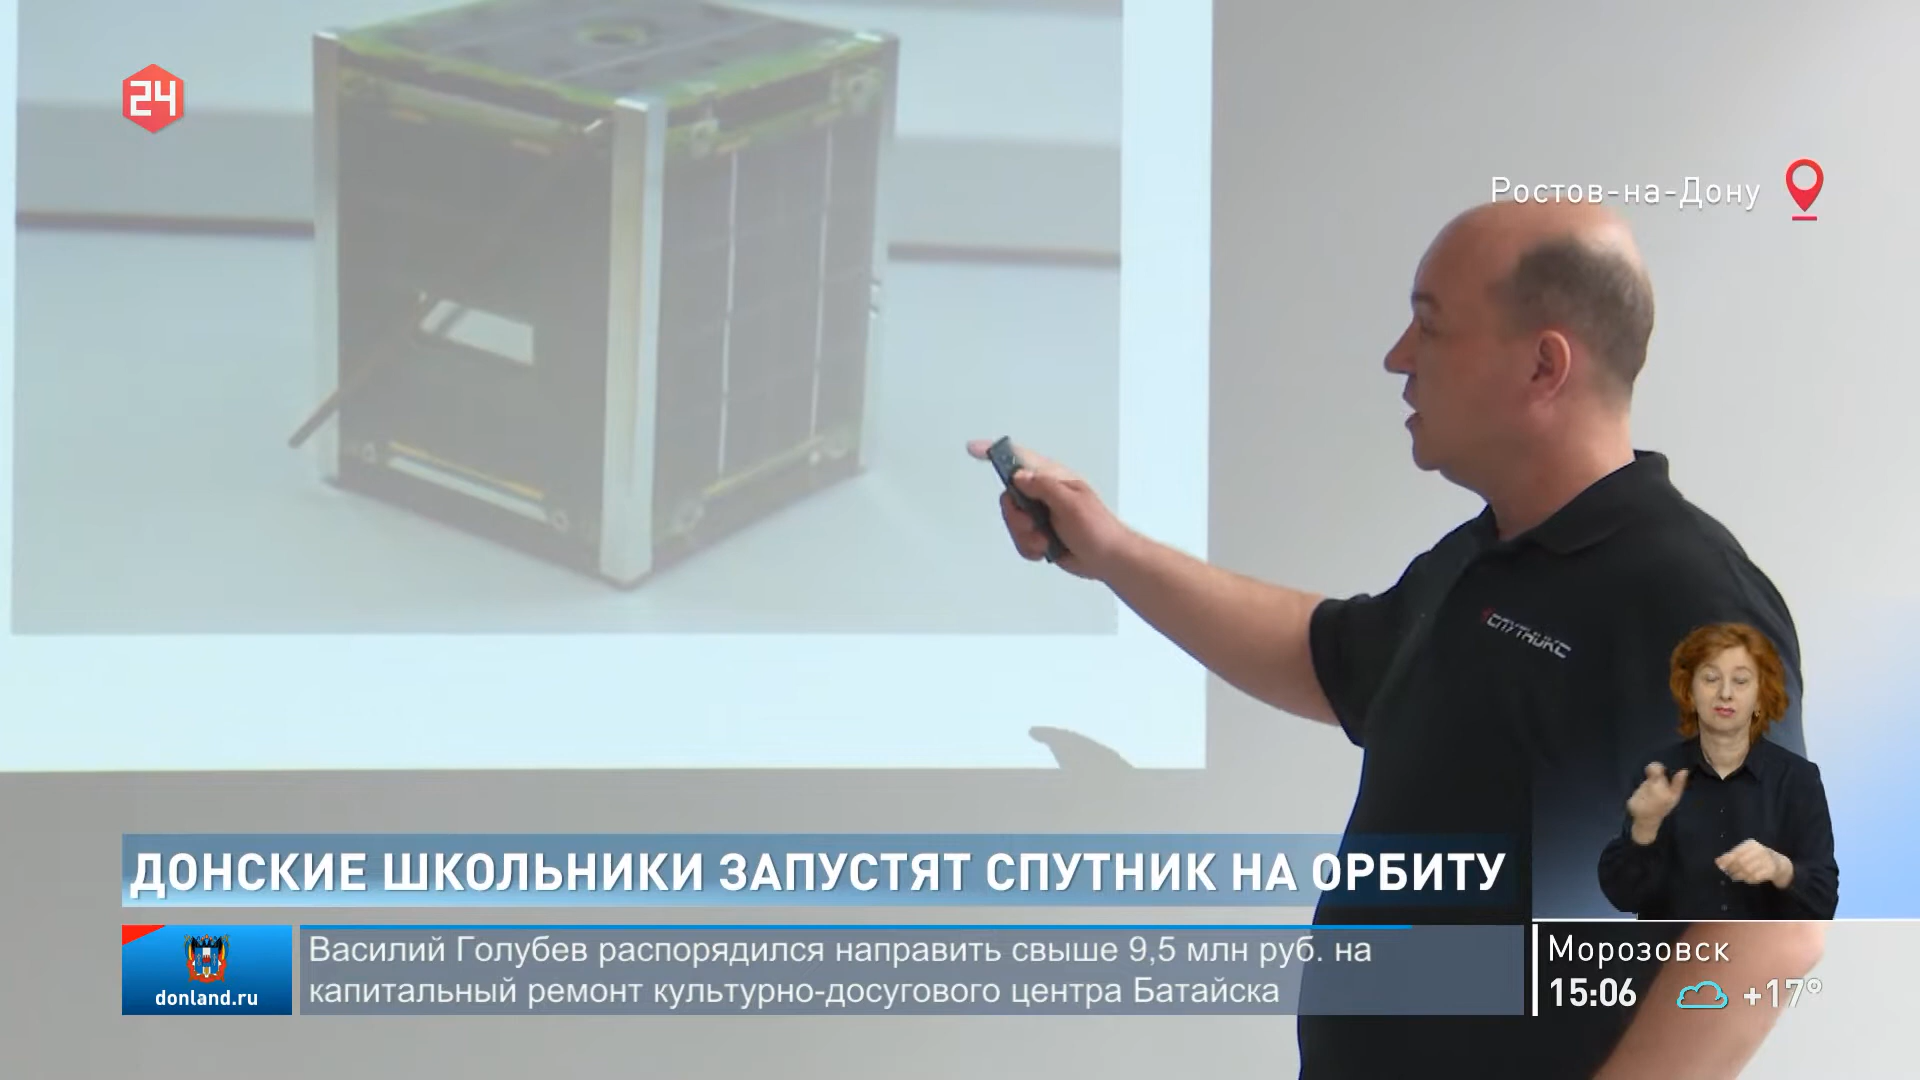 24
Ростов-на-Дону
СПУТНИКС
ДОНСКИЕ ШКОЛЬНИКИ ЗАПУСТЯТ СПУТНИК НА ОРБИТУ
donland.ru
Василий Голубев распорядился направить свыше 9,5 млн руб. на
капитальный ремонт культурно-досугового центра Батайска
Морозовск
15:06 +17°